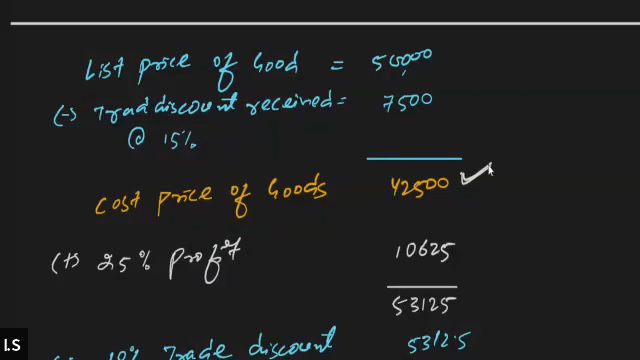 List price of Good = 50,000
(-) Trad discount received = 7500
@ 15%
Cost price of Goods 42500
(+) 25% profit 10625
53125
10% Trade discount 5312.5
I.S